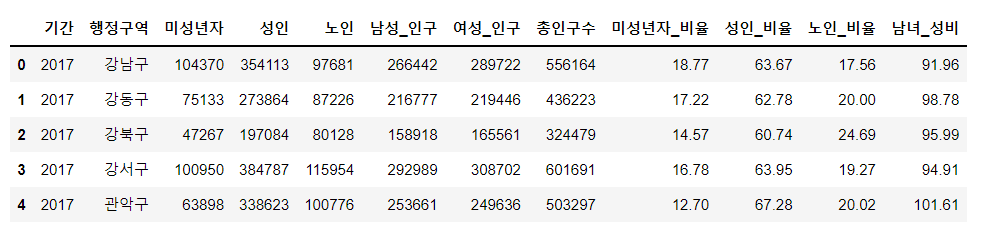 기간 행정구역 미성년자 성인 노인 남성_인구 여성_인구 총인구수 미성년자_비율 성인_비율 노인_비율 남녀_성비
0 2017 강남구 104370 354113 97681 266442 289722 556164 18.77 63.67 17.56 91.96
1 2017 강동구 75133 273864 87226 216777 219446 436223 17.22 62.78 20.00 98.78
2 2017 강북구 47267 197084 80128 158918 165561 324479 14.57 60.74 24.69 95.99
3 2017 강서구 100950 384787 115954 292989 308702 601691 16.78 63.95 19.27 94.91
4 2017 관악구 63898 338623 100776 253661 249636 503297 12.70 67.28 20.02 101.61